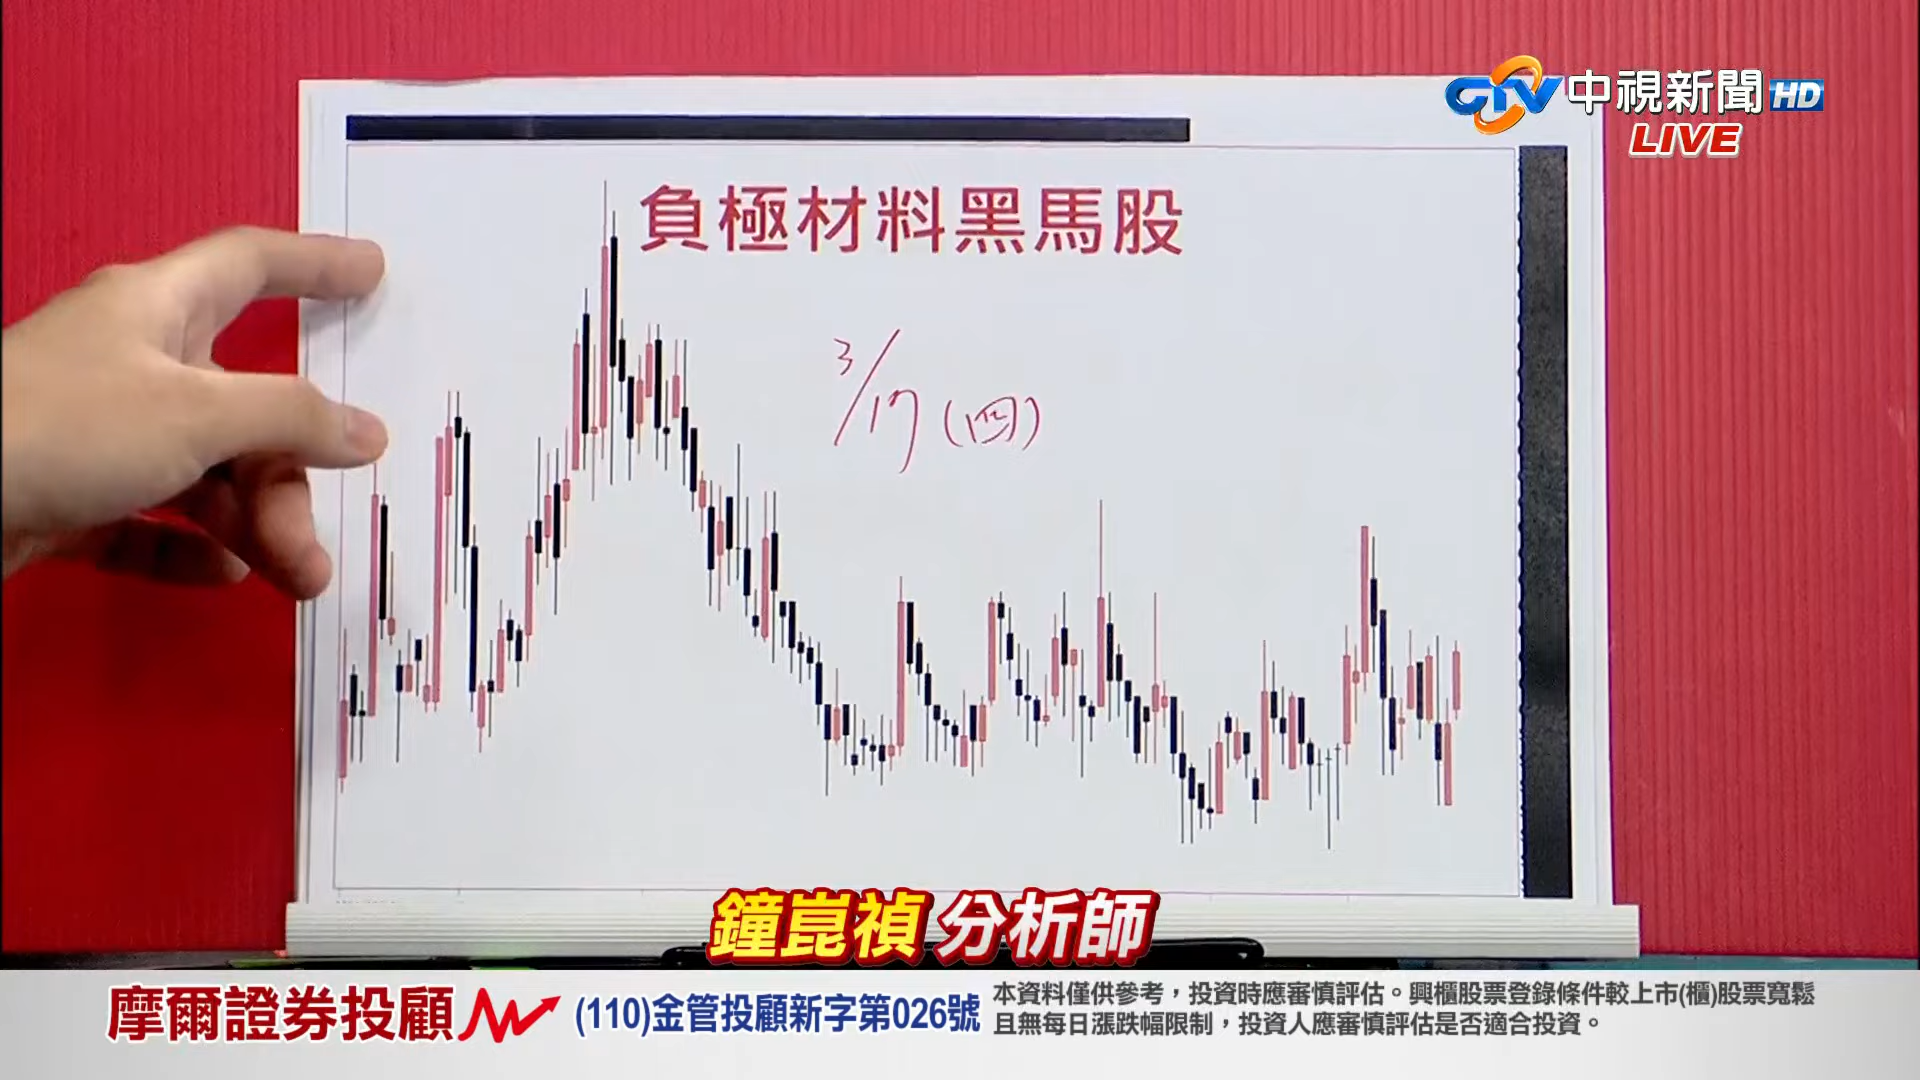 CTV 中視新聞 HD
LIVE
負極材料黑馬股
3/17 (四)
鐘崑禎 分析師
摩爾證券投顧
(110)金管投顧新字第026號
本資料僅供參考，投資時應審慎評估。興櫃股票登錄條件較上市(櫃)股票寬鬆
且無每日漲跌幅限制，投資人應審慎評估是否適合投資。